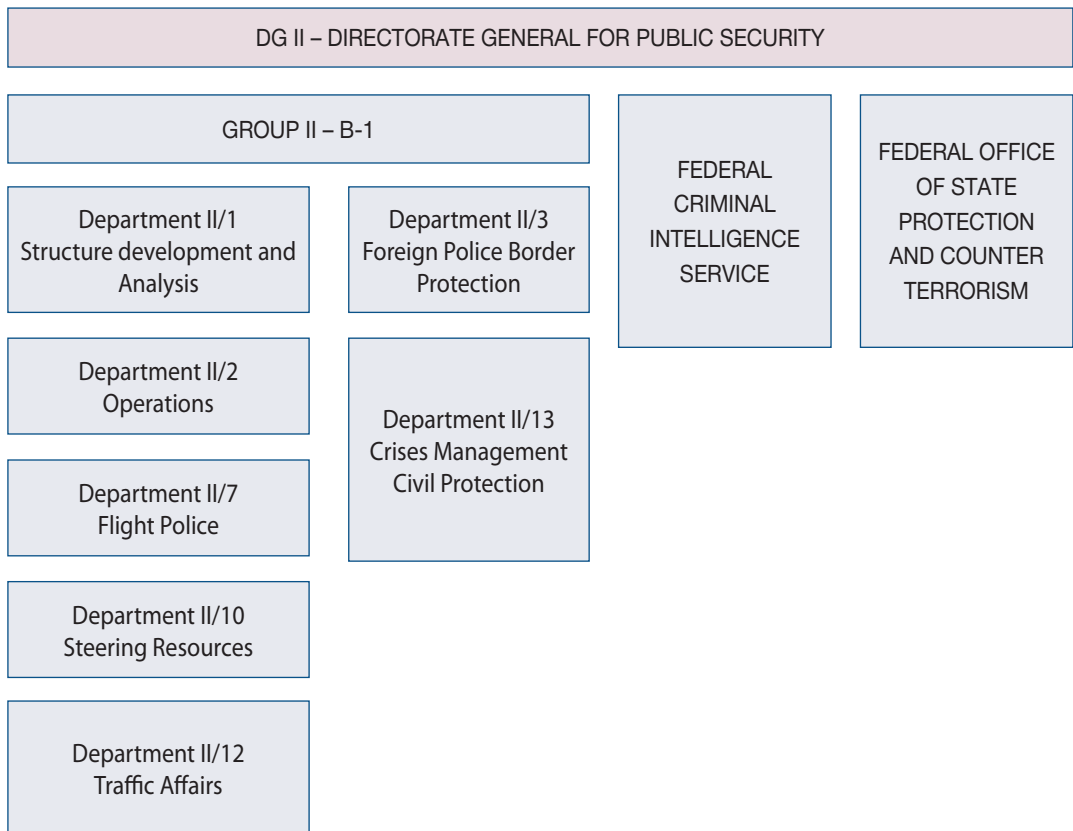 DG II – DIRECTORATE GENERAL FOR PUBLIC SECURITY
GROUP II – B-1
Department II/1
Structure development and
Analysis
Department II/2
Operations
Department II/7
Flight Police
Department II/10
Steering Resources
Department II/12
Traffic Affairs
Department II/3
Foreign Police Border
Protection
Department II/13
Crises Management
Civil Protection
FEDERAL
CRIMINAL
INTELLIGENCE
SERVICE
FEDERAL OFFICE
OF STATE
PROTECTION
AND COUNTER
TERRORISM